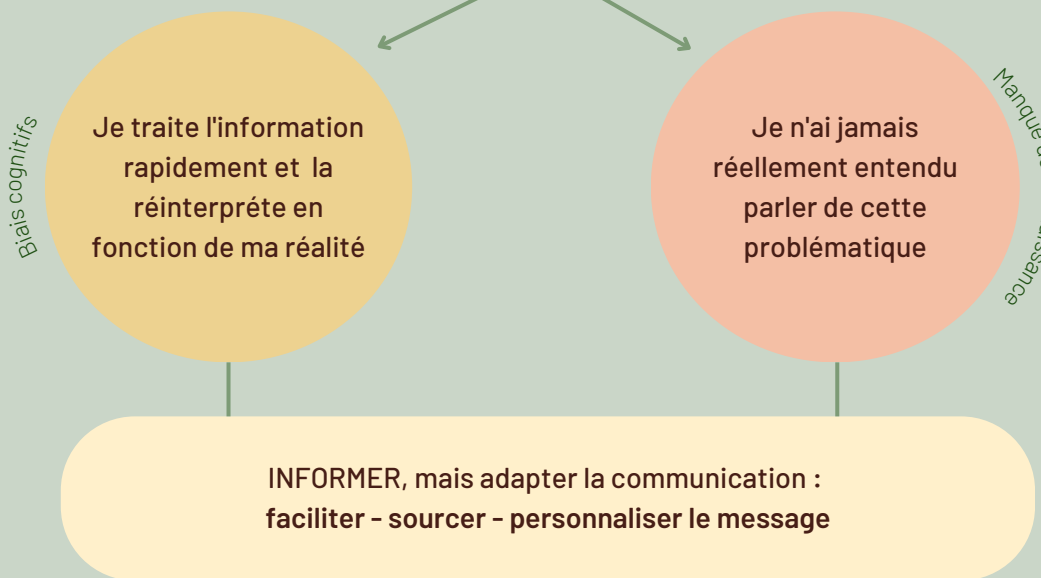 Biais cognitifs
Je traite l'information
rapidement et la
réinterpréte en
fonction de ma réalité
Je n'ai jamais
réellement entendu
parler de cette
problématique
Manque
INFORMER, mais adapter la communication :
faciliter - sourcer - personnaliser le message